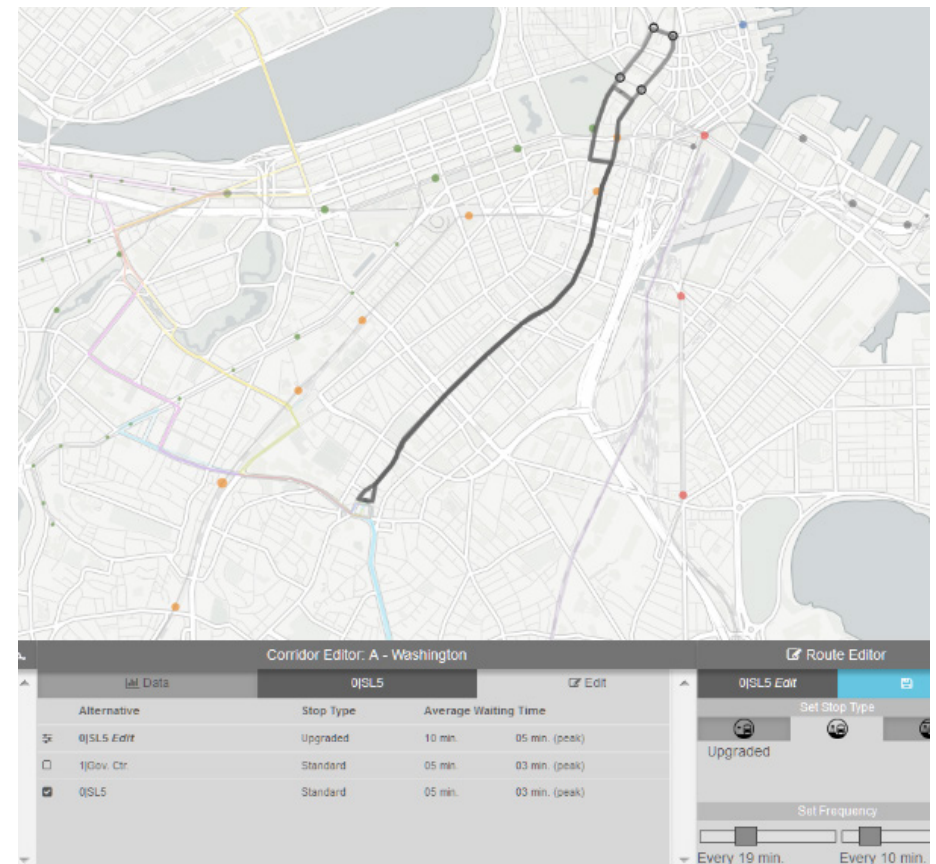 Corridor Editor: A - Washington
Data
0|SL5
Edit
Alternative Stop Type Average Waiting Time
0|SL5 Edit Upgraded 10 min. 05 min. (peak)
1|Gov. Ctr. Standard 05 min. 03 min. (peak)
0|SL5 Standard 05 min. 03 min. (peak)
Route Editor
0|SL5 Edit
Set Stop Type
Upgraded
Set Frequency
Every 19 min. Every 10 min.